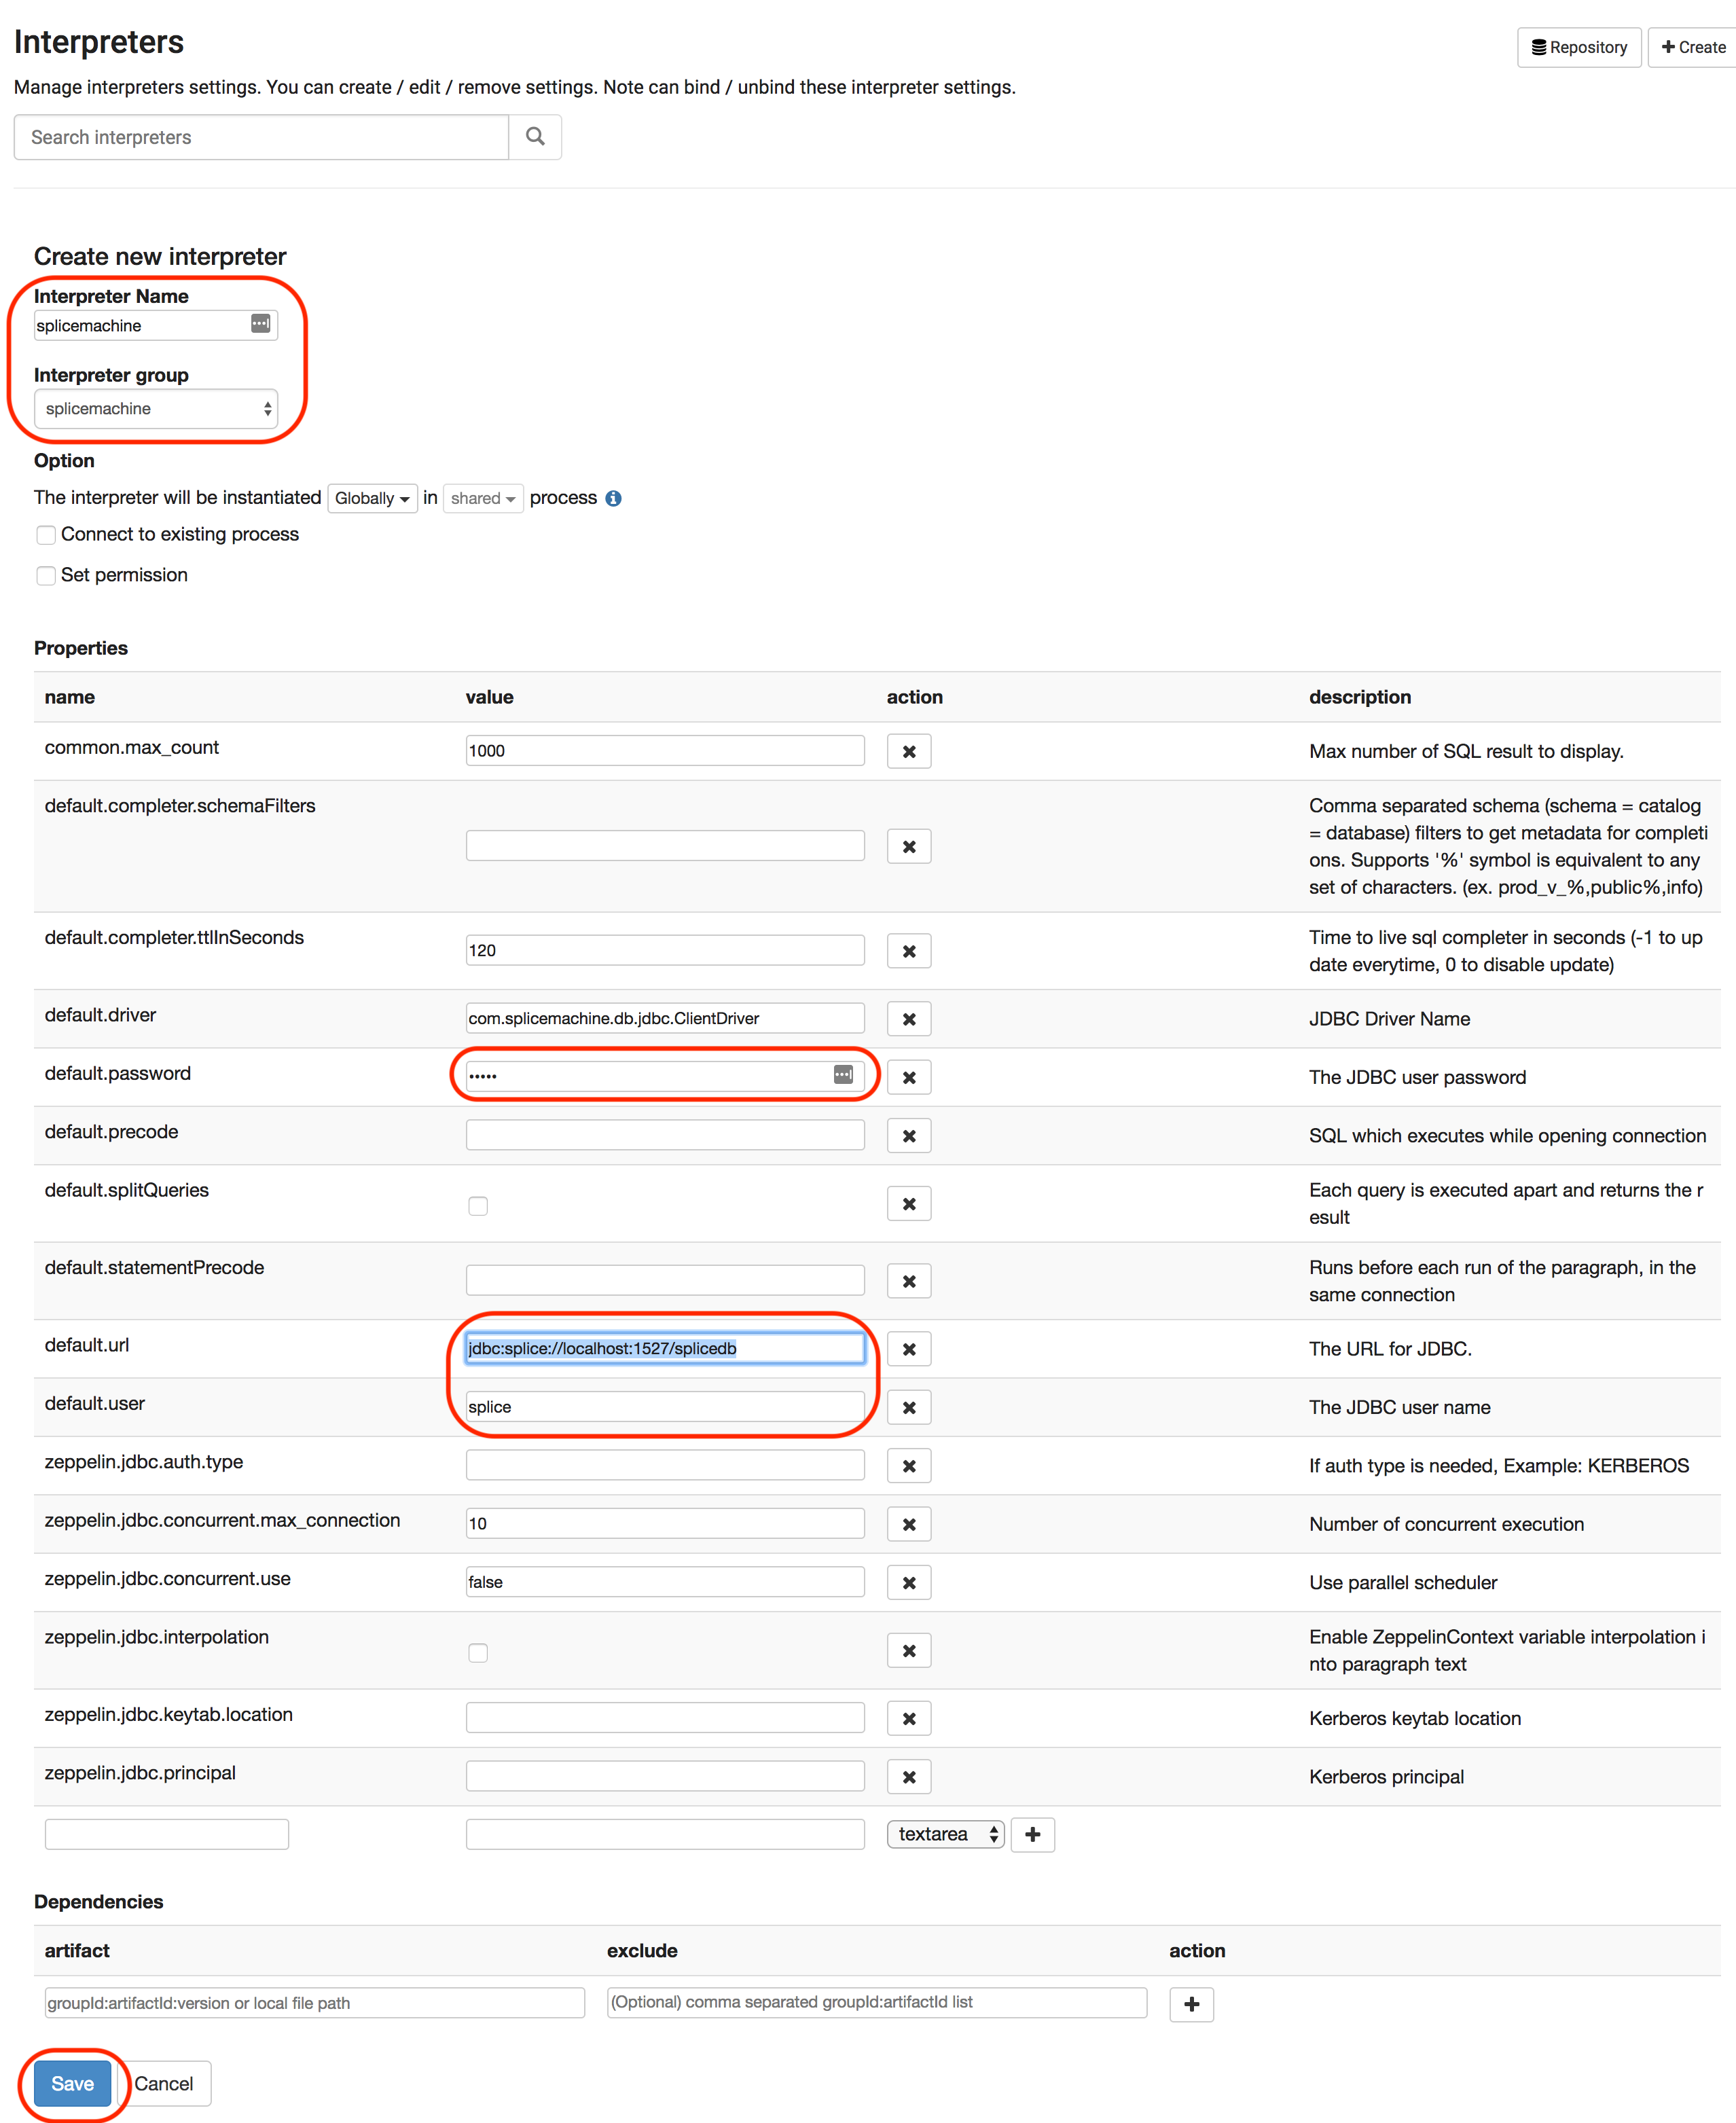 Interpreters
Repository
Create
Manage interpreters settings. You can create / edit / remove settings. Note can bind / unbind these interpreter settings.
Search interpreters
Create new interpreter
Interpreter Name
splicemachine
Interpreter group
splicemachine
Option
The interpreter will be instantiated Globally in shared process
Connect to existing process
Set permission
Properties
name value action description
common.max_count 1000 Max number of SQL result to display.
default.completer.schemaFilters Comma separated schema (schema = catalog
= database) filters to get metadata for completi
ons. Supports '%' symbol is equivalent to any
set of characters. (ex. prod_v_%,public%,info)
default.completer.ttlInSeconds 120 Time to live sql completer in seconds (-1 to up
date everytime, 0 to disable update)
default.driver com.splicemachine.db.jdbc.ClientDriver JDBC Driver Name
default.password ••••• The JDBC user password
default.precode SQL which executes while opening connection
default.splitQueries Each query is executed apart and returns the r
esult
default.statementPrecode Runs before each run of the paragraph, in the
same connection
default.url jdbc:splice://localhost:1527/splicedb The URL for JDBC.
default.user splice The JDBC user name
zeppelin.jdbc.auth.type If auth type is needed, Example: KERBEROS
zeppelin.jdbc.concurrent.max_connection 10 Number of concurrent execution
zeppelin.jdbc.concurrent.use false Use parallel scheduler
zeppelin.jdbc.interpolation Enable ZeppelinContext variable interpolation i
nto paragraph text
zeppelin.jdbc.keytab.location Kerberos keytab location
zeppelin.jdbc.principal Kerberos principal
textarea
Dependencies
artifact exclude action
groupId:artifactId:version or local file path (Optional) comma separated groupId:artifactId list
Save Cancel